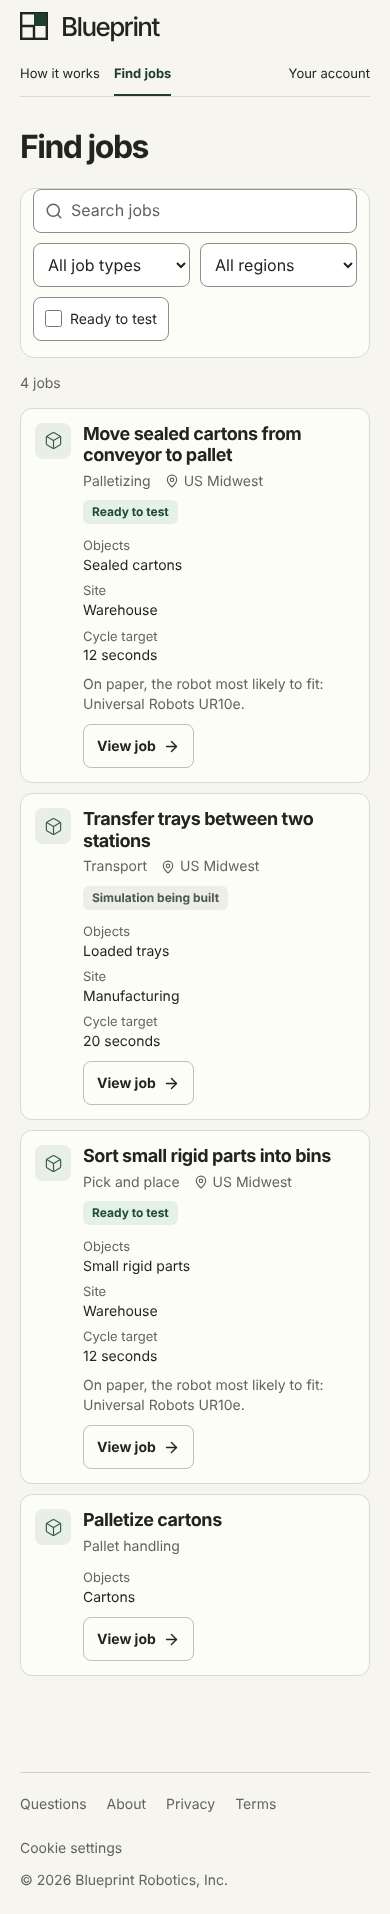 Blueprint
How it works Find jobs Your account
Find jobs
Search jobs
All job types All regions
Ready to test
4 jobs
Move sealed cartons from
conveyor to pallet
Palletizing US Midwest
Ready to test
Objects
Sealed cartons
Site
Warehouse
Cycle target
12 seconds
On paper, the robot most likely to fit:
Universal Robots UR10e.
View job
Transfer trays between two
stations
Transport US Midwest
Simulation being built
Objects
Loaded trays
Site
Manufacturing
Cycle target
20 seconds
View job
Sort small rigid parts into bins
Pick and place US Midwest
Ready to test
Objects
Small rigid parts
Site
Warehouse
Cycle target
12 seconds
On paper, the robot most likely to fit:
Universal Robots UR10e.
View job
Palletize cartons
Pallet handling
Objects
Cartons
View job
Questions About Privacy Terms
Cookie settings
© 2026 Blueprint Robotics, Inc.